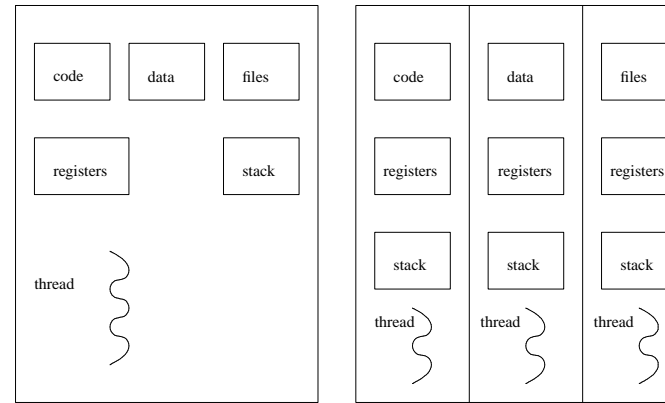 code data files
registers stack
thread
code data files
registers registers registers
stack stack stack
thread thread thread